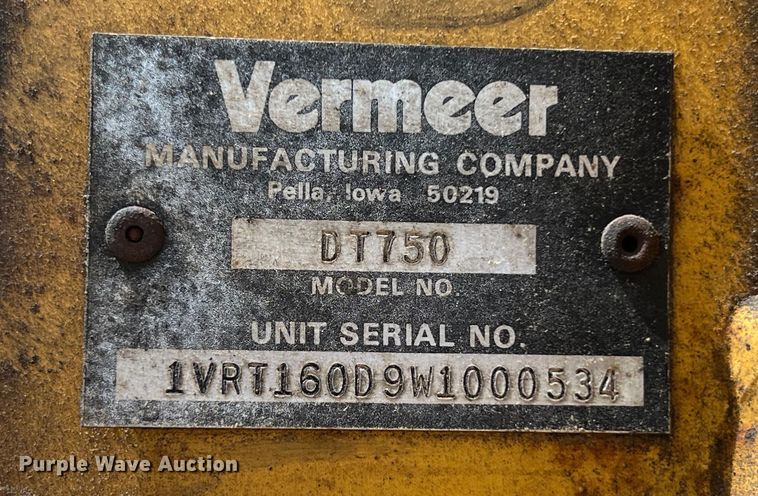 Vermeer
MANUFACTURING COMPANY
Pella, Iowa 50219
DT750
MODEL NO.
UNIT SERIAL NO.
1VRT160D9W1000534
Purple Wave Auction